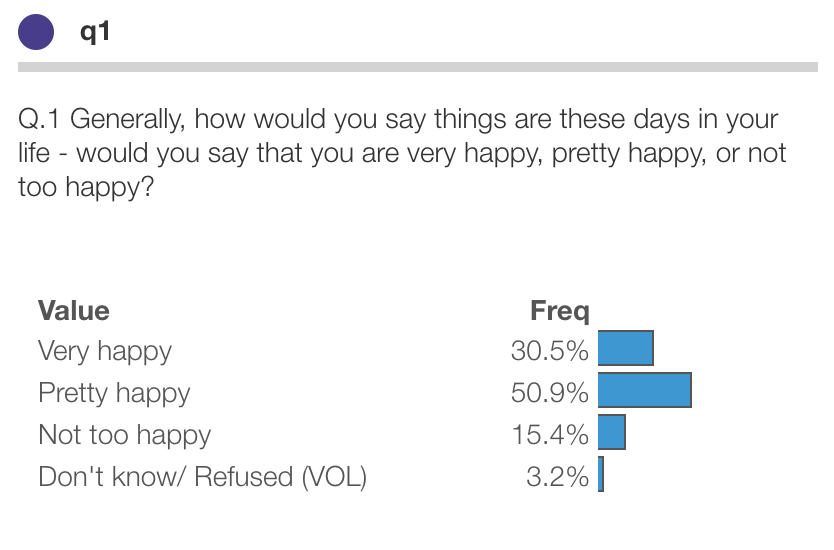 q1
Q.1 Generally, how would you say things are these days in your
life - would you say that you are very happy, pretty happy, or not
too happy?
Value Freq
Very happy 30.5%
Pretty happy 50.9%
Not too happy 15.4%
Don't know/ Refused (VOL) 3.2%